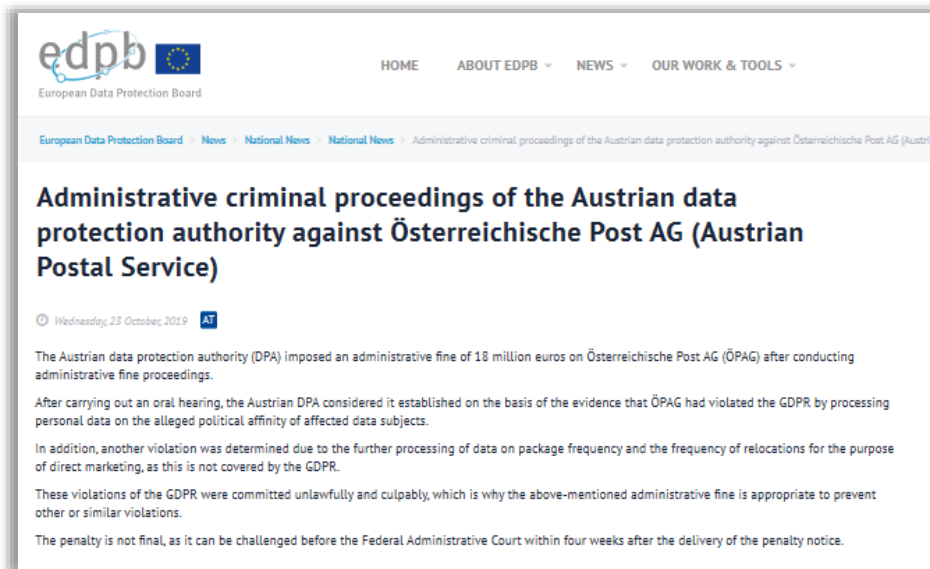 edpb
European Data Protection Board
HOME ABOUT EDPB NEWS OUR WORK & TOOLS
European Data Protection Board > News > National News > National News > Administrative criminal proceedings of the Austrian data protection authority against Österreichische Post AG (Austri
Administrative criminal proceedings of the Austrian data
protection authority against Österreichische Post AG (Austrian
Postal Service)
Wednesday, 23 October, 2019 AT
The Austrian data protection authority (DPA) imposed an administrative fine of 18 million euros on Österreichische Post AG (ÖPAG) after conducting
administrative fine proceedings.
After carrying out an oral hearing, the Austrian DPA considered it established on the basis of the evidence that ÖPAG had violated the GDPR by processing
personal data on the alleged political affinity of affected data subjects.
In addition, another violation was determined due to the further processing of data on package frequency and the frequency of relocations for the purpose
of direct marketing, as this is not covered by the GDPR.
These violations of the GDPR were committed unlawfully and culpably, which is why the above-mentioned administrative fine is appropriate to prevent
other or similar violations.
The penalty is not final, as it can be challenged before the Federal Administrative Court within four weeks after the delivery of the penalty notice.